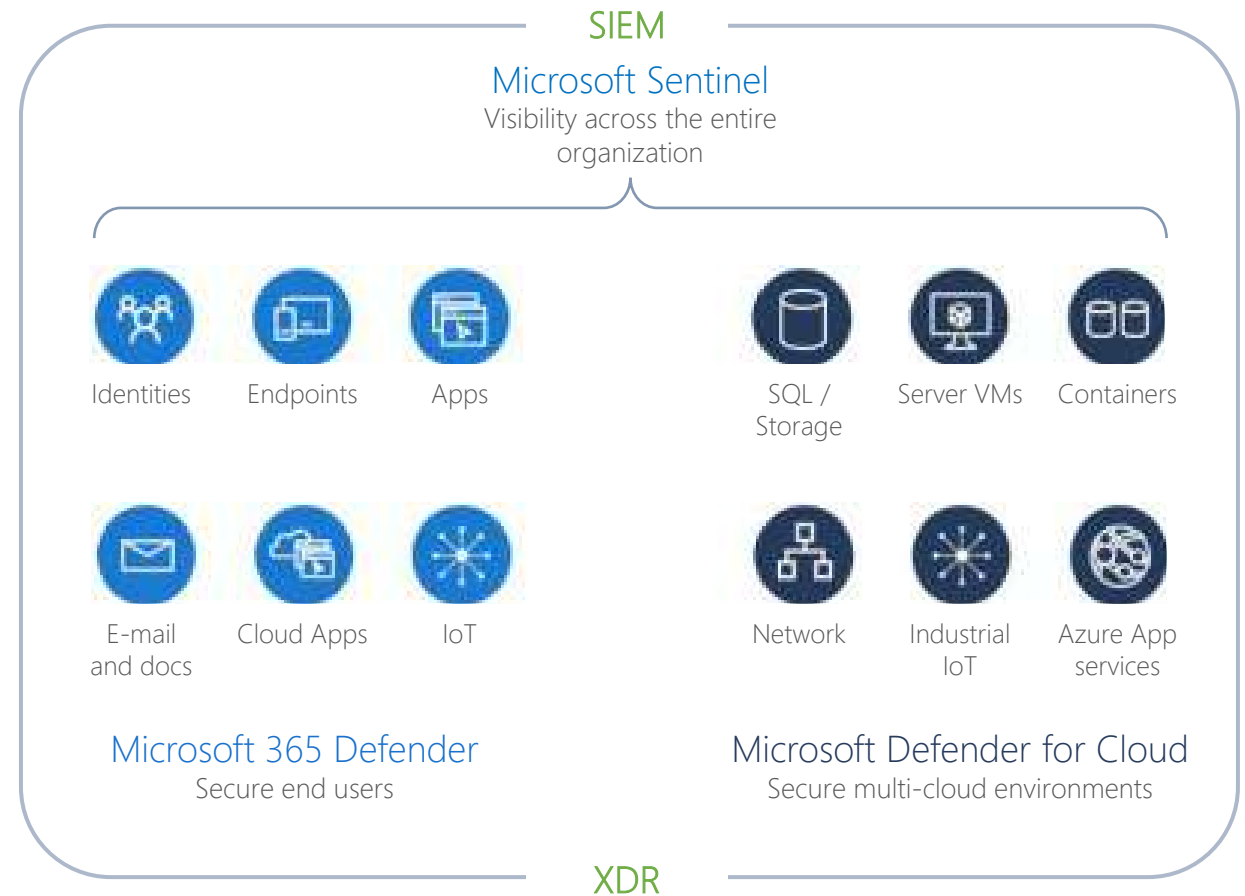 SIEM
Microsoft Sentinel
Visibility across the entire
organization
Identities
Endpoints
Apps
SQL /
Storage
Server VMs
Containers
E-mail
and docs
Cloud Apps
IoT
Network
Industrial
IoT
Azure App
services
Microsoft 365 Defender
Secure end users
Microsoft Defender for Cloud
Secure multi-cloud environments
XDR